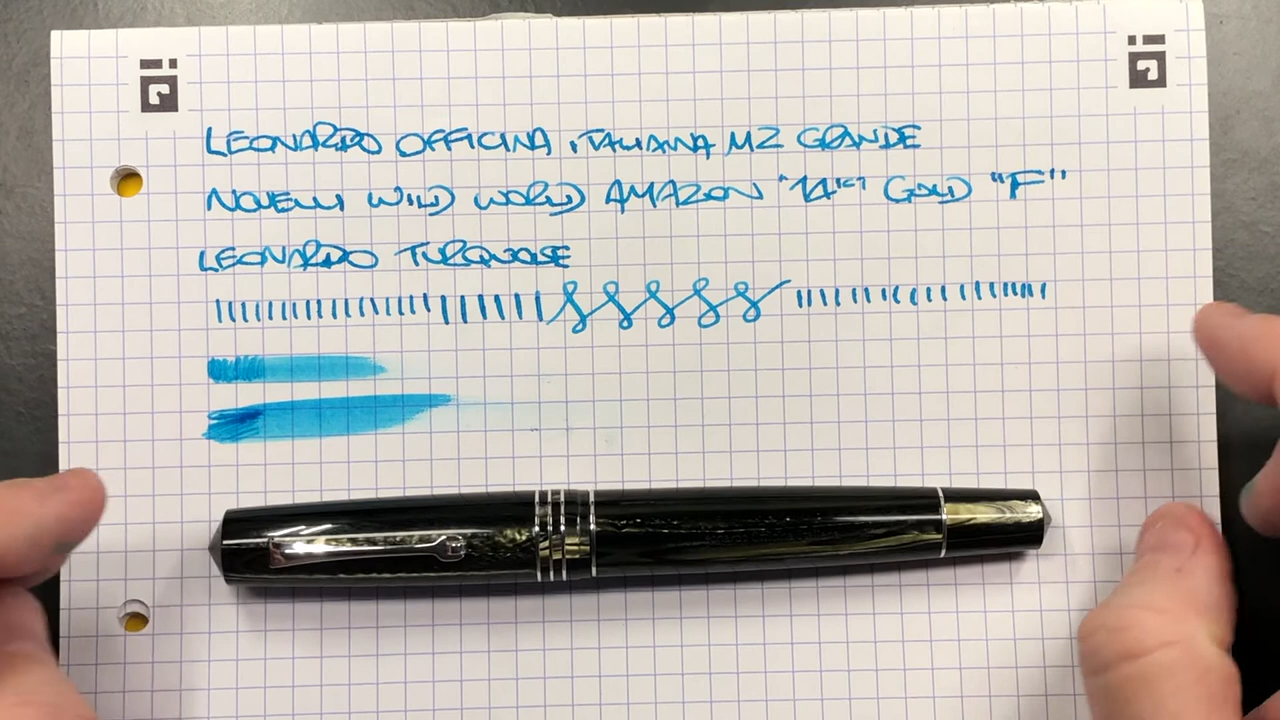 LEONARDO OFFICINA ITALIANA MZ GRANDE
NOVELLI WILD WORLD AMAZON "14KT GOLD "F"
LEONARDO TURQUOISE